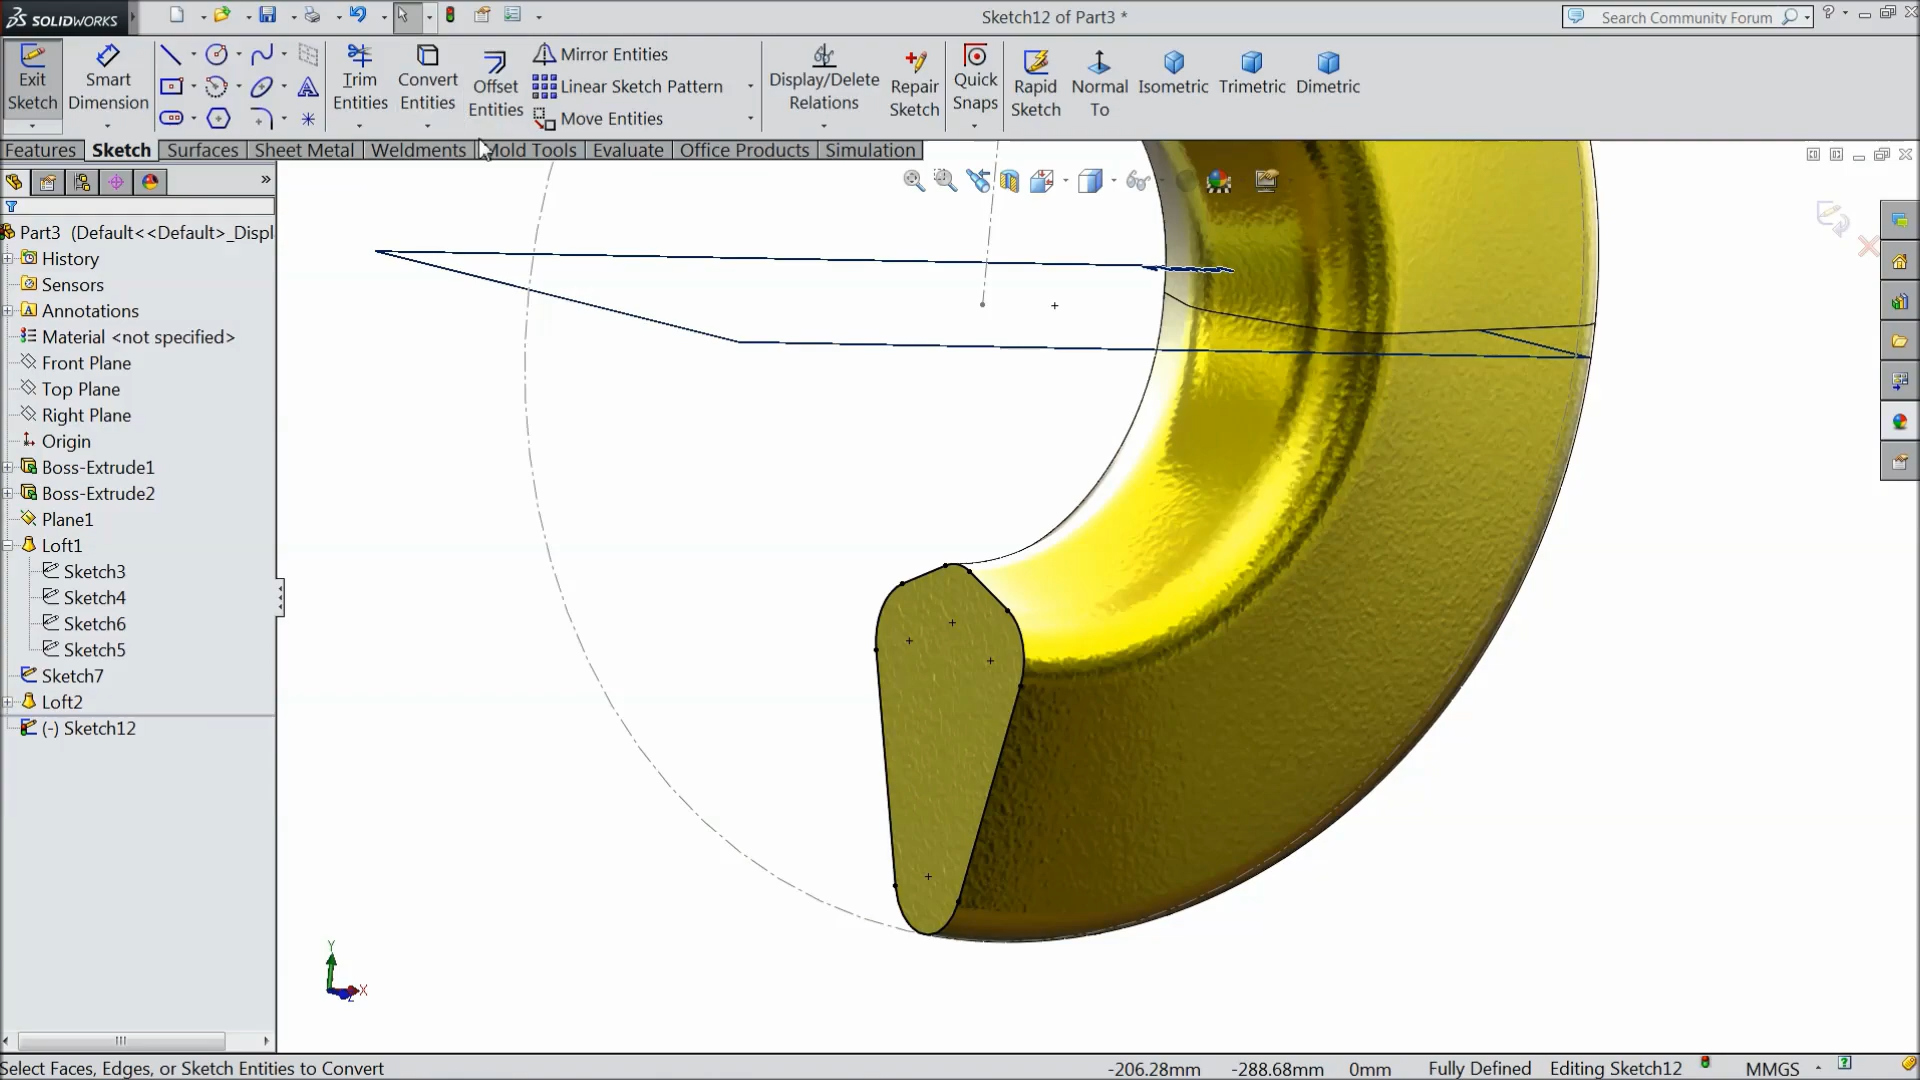 SOLIDWORKS
Sketch12 of Part3 *
Search Community Forum
?
Exit Sketch
Smart Dimension
Trim Entities
Convert Entities
Offset Entities
Mirror Entities
Linear Sketch Pattern
Move Entities
Display/Delete Relations
Repair Sketch
Quick Snaps
Rapid Sketch
Normal To
Isometric
Trimetric
Dimetric
Features
Sketch
Surfaces
Sheet Metal
Weldments
Mold Tools
Evaluate
Office Products
Simulation
»
Part3 (Default<<Default>_Displ
History
Sensors
Annotations
Material <not specified>
Front Plane
Top Plane
Right Plane
Origin
Boss-Extrude1
Boss-Extrude2
Plane1
Loft1
Sketch3
Sketch4
Sketch6
Sketch5
Sketch7
Loft2
(-) Sketch12
Y
X
Z
Select Faces, Edges, or Sketch Entities to Convert
-206.28mm
-288.68mm
0mm
Fully Defined
Editing Sketch12
MMGS
?